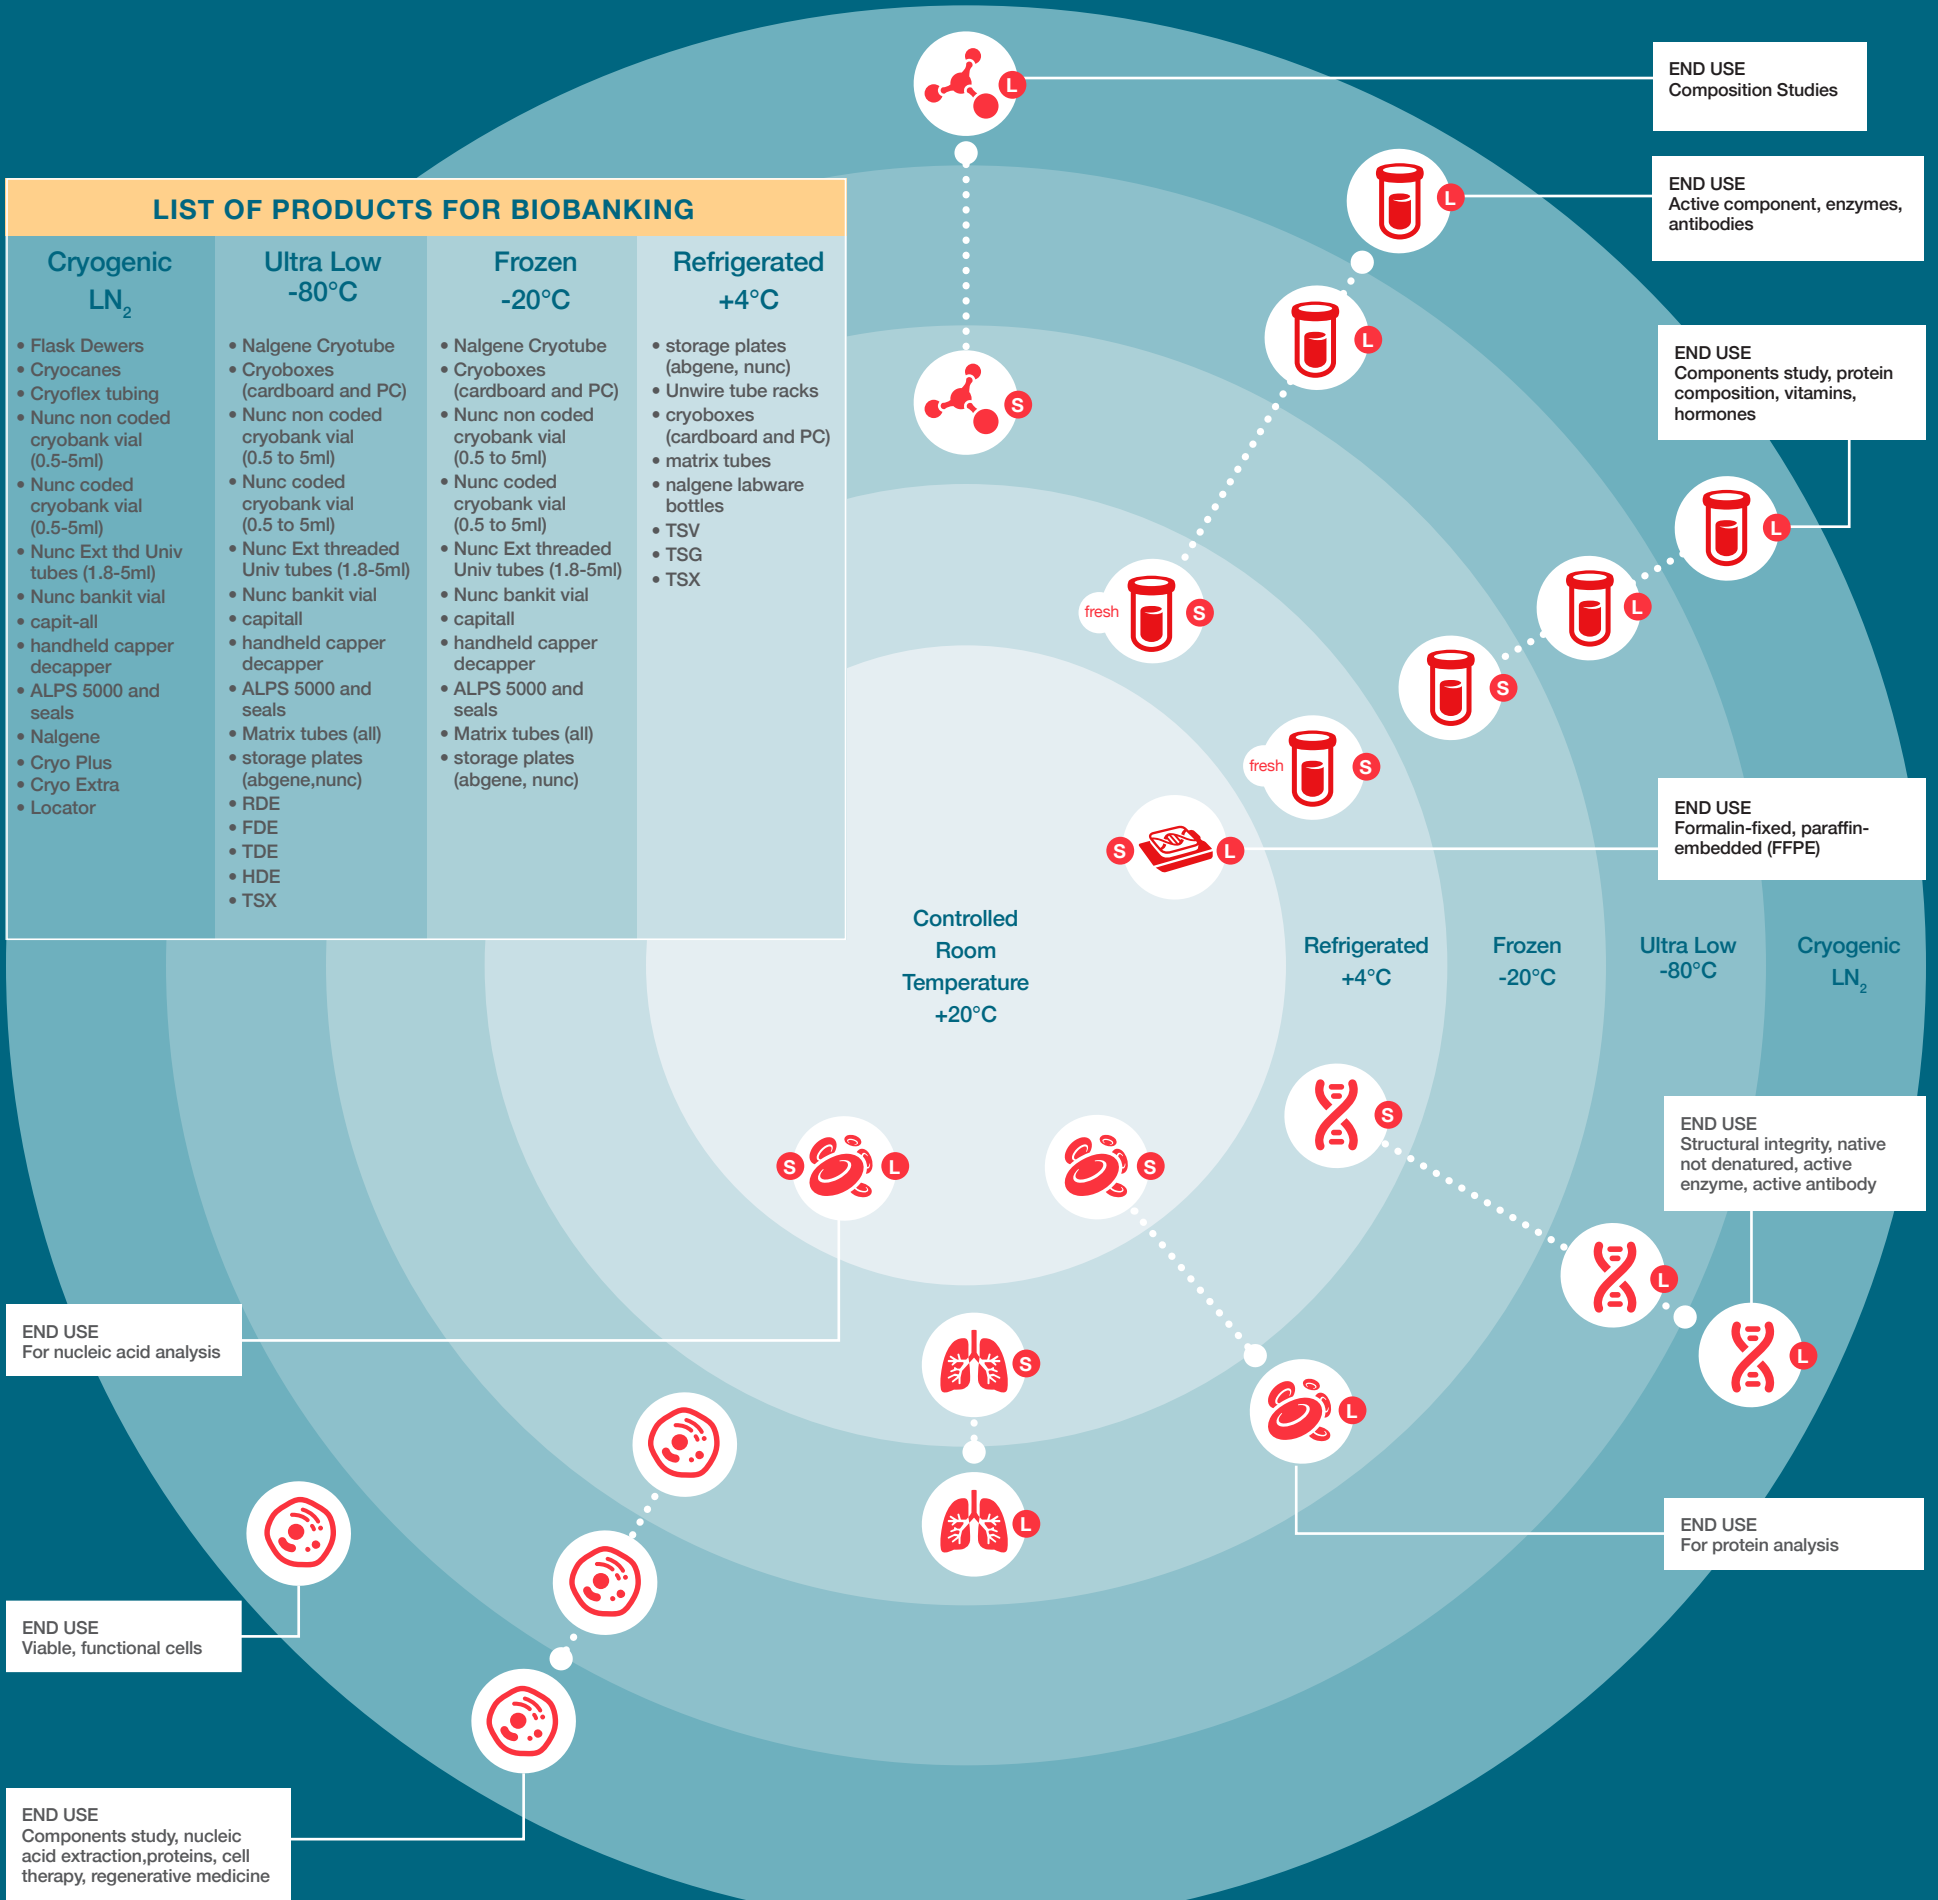 END USE
Composition Studies
END USE
Active component, enzymes,
antibodies
END USE
Components study, protein
composition, vitamins,
hormones
END USE
Formalin-fixed, paraffin-
embedded (FFPE)
END USE
Structural integrity, native
not denatured, active
enzyme, active antibody
END USE
For protein analysis
LIST OF PRODUCTS FOR BIOBANKING
Cryogenic
LN2
• Flask Dewers
• Cryocanes
• Cryoflex tubing
• Nunc non coded
cryobank vial
(0.5-5ml)
• Nunc coded
cryobank vial
(0.5-5ml)
• Nunc Ext thd Univ
tubes (1.8-5ml)
• Nunc bankit vial
• capit-all
• handheld capper
decapper
• ALPS 5000 and
seals
• Nalgene
• Cryo Plus
• Cryo Extra
• Locator
Ultra Low
-80°C
• Nalgene Cryotube
• Cryoboxes
(cardboard and PC)
• Nunc non coded
cryobank vial
(0.5 to 5ml)
• Nunc coded
cryobank vial
(0.5 to 5ml)
• Nunc Ext threaded
Univ tubes (1.8-5ml)
• Nunc bankit vial
• capitall
• handheld capper
decapper
• ALPS 5000 and
seals
• Matrix tubes (all)
• storage plates
(abgene,nunc)
• RDE
• FDE
• TDE
• HDE
• TSX
Frozen
-20°C
• Nalgene Cryotube
• Cryoboxes
(cardboard and PC)
• Nunc non coded
cryobank vial
(0.5 to 5ml)
• Nunc coded
cryobank vial
(0.5 to 5ml)
• Nunc Ext threaded
Univ tubes (1.8-5ml)
• Nunc bankit vial
• capitall
• handheld capper
decapper
• ALPS 5000 and
seals
• Matrix tubes (all)
• storage plates
(abgene, nunc)
Refrigerated
+4°C
• storage plates
(abgene, nunc)
• Unwire tube racks
• cryoboxes
(cardboard and PC)
• matrix tubes
• nalgene labware
bottles
• TSV
• TSG
• TSX
L
S
L
L
fresh
S
L
L
S
fresh
S
S
L
Controlled
Room
Temperature
+20°C
Refrigerated
+4°C
Frozen
-20°C
Ultra Low
-80°C
Cryogenic
LN2
S
L
L
S
L
S
L
S
L
END USE
For nucleic acid analysis
END USE
Viable, functional cells
END USE
Components study, nucleic
acid extraction,proteins, cell
therapy, regenerative medicine